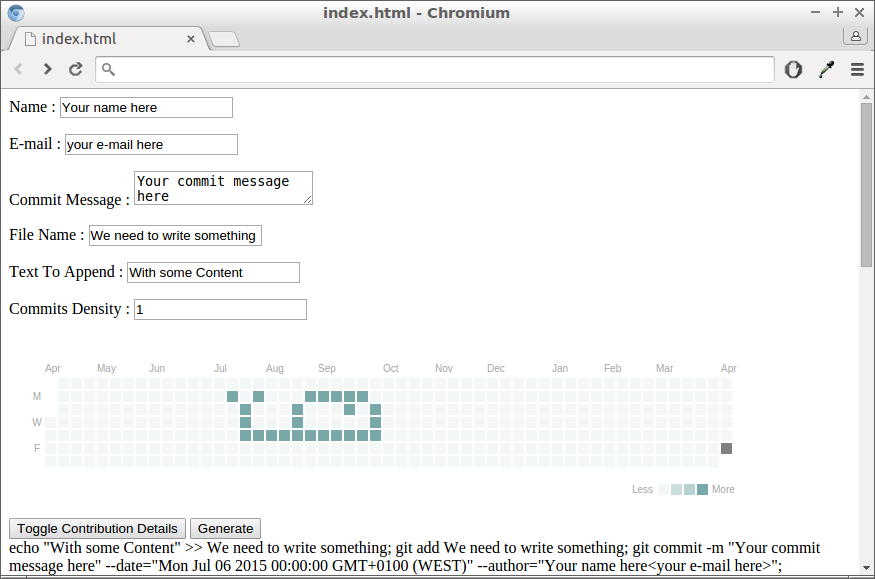 index.html - Chromium
index.html
Name : Your name here
E-mail : your e-mail here
Commit Message : Your commit message
here
File Name : We need to write something
Text To Append : With some Content
Commits Density : 1
Apr May Jun Jul Aug Sep Oct Nov Dec Jan Feb Mar Apr
M
W
F
Less More
Toggle Contribution Details Generate
echo "With some Content" >> We need to write something; git add We need to write something; git commit -m "Your commit
message here" --date="Mon Jul 06 2015 00:00:00 GMT+0100 (WEST)" --author="Your name here<your e-mail here>";